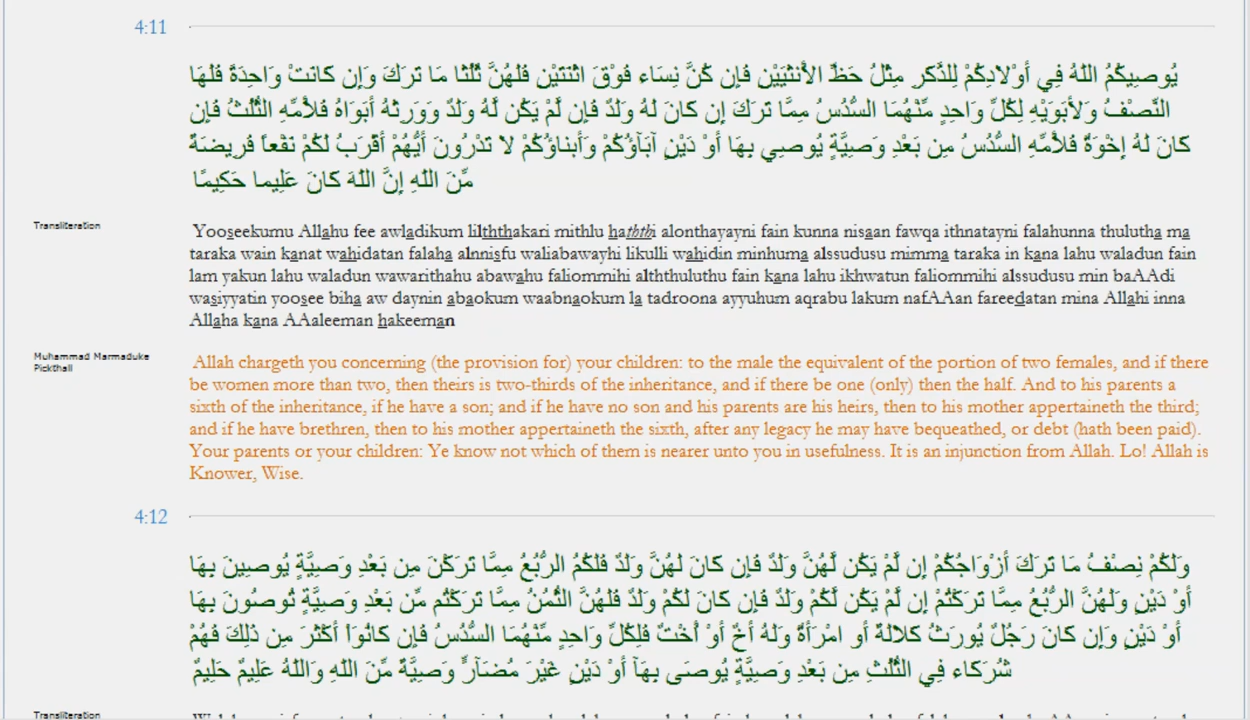 4:11
يُوصِيكُمُ اللّهُ فِي أَوْلاَدِكُمْ لِلذَّكَرِ مِثْلُ حَظِّ الأُنثَيَيْنِ فَإِن كُنَّ نِسَاء فَوْقَ اثْنَتَيْنِ فَلَهُنَّ ثُلُثَا مَا تَرَكَ وَإِن كَانَتْ وَاحِدَةً فَلَهَا
النِّصْفُ وَلأَبَوَيْهِ لِكُلِّ وَاحِدٍ مِّنْهُمَا السُّدُسُ مِمَّا تَرَكَ إِن كَانَ لَهُ وَلَدٌ فَإِن لَّمْ يَكُن لَّهُ وَلَدٌ وَوَرِثَهُ أَبَوَاهُ فَلأُمِّهِ الثُّلُثُ فَإِن
كَانَ لَهُ إِخْوَةٌ فَلأُمِّهِ السُّدُسُ مِن بَعْدِ وَصِيَّةٍ يُوصِي بِهَا أَوْ دَيْنٍ آبَآؤُكُمْ وَأَبناؤُكُمْ لاَ تَدْرُونَ أَيُّهُمْ أَقْرَبُ لَكُمْ نَفْعاً فَرِيضَةً
مِّنَ اللّهِ إِنَّ اللّهَ كَانَ عَلِيما حَكِيمًا
Transliteration
Yooseekumu Allahu fee awladikum lilththakari mithlu haththi alonthayayni fain kunna nisaan fawqa ithnatayni falahunna thulutha ma
taraka wain kanat wahidatan falaha alnnisfu waliabawayhi likulli wahidin minhuma alssudusu mimma taraka in kana lahu waladun fain
lam yakun lahu waladun wawarithahu abawahu faliommihi alththuluthu fain kana lahu ikhwatun faliommihi alssudusu min baAAdi
wasiyyatin yoosee biha aw daynin abaokum waabnaokum la tadroona ayyuhum aqrabu lakum nafAAan fareedatan mina Allahi inna
Allaha kana AAaleeman hakeeman
Muhammad Marmaduke
Pickthall
Allah chargeth you concerning (the provision for) your children: to the male the equivalent of the portion of two females, and if there
be women more than two, then theirs is two-thirds of the inheritance, and if there be one (only) then the half. And to his parents a
sixth of the inheritance, if he have a son; and if he have no son and his parents are his heirs, then to his mother appertaineth the third;
and if he have brethren, then to his mother appertaineth the sixth, after any legacy he may have bequeathed, or debt (hath been paid).
Your parents or your children: Ye know not which of them is nearer unto you in usefulness. It is an injunction from Allah. Lo! Allah is
Knower, Wise.
4:12
وَلَكُمْ نِصْفُ مَا تَرَكَ أَزْوَاجُكُمْ إِن لَّمْ يَكُن لَّهُنَّ وَلَدٌ فَإِن كَانَ لَهُنَّ وَلَدٌ فَلَكُمُ الرُّبُعُ مِمَّا تَرَكْنَ مِن بَعْدِ وَصِيَّةٍ يُوصِينَ بِهَا
أَوْ دَيْنٍ وَلَهُنَّ الرُّبُعُ مِمَّا تَرَكْتُمْ إِن لَّمْ يَكُن لَّكُمْ وَلَدٌ فَإِن كَانَ لَكُمْ وَلَدٌ فَلَهُنَّ الثُّمُنُ مِمَّا تَرَكْتُم مِّن بَعْدِ وَصِيَّةٍ تُوصُونَ بِهَا
أَوْ دَيْنٍ وَإِن كَانَ رَجُلٌ يُورَثُ كَلاَلَةً أَو امْرَأَةٌ وَلَهُ أَخٌ أَوْ أُخْتٌ فَلِكُلِّ وَاحِدٍ مِّنْهُمَا السُّدُسُ فَإِن كَانُوَاْ أَكْثَرَ مِن ذَلِكَ فَهُمْ
شُرَكَاء فِي الثُّلُثِ مِن بَعْدِ وَصِيَّةٍ يُوصَى بِهَآ أَوْ دَيْنٍ غَيْرَ مُضَآرٍّ وَصِيَّةً مِّنَ اللّهِ وَاللّهُ عَلِيمٌ حَلِيمٌ
Transliteration